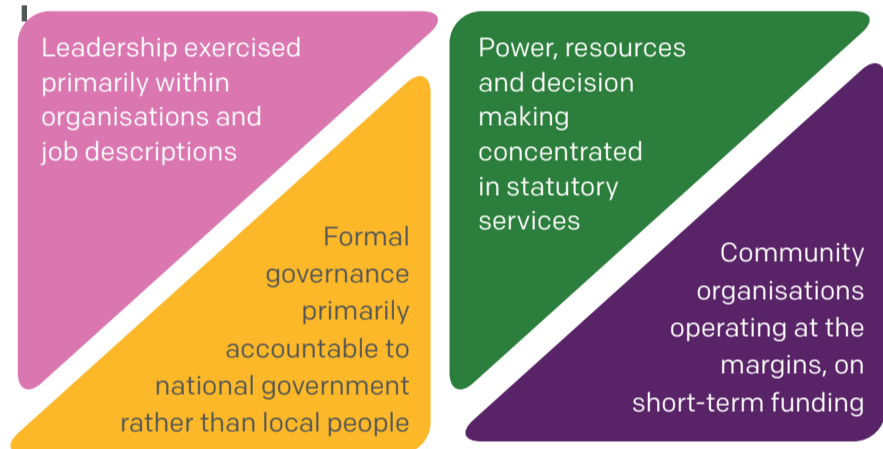 Leadership exercised
primarily within
organisations and
job descriptions
Formal
governance
primarily
accountable to
national government
rather than local people
Power, resources
and decision
making
concentrated
in statutory
services
Community
organisations
operating at the
margins, on
short-term funding